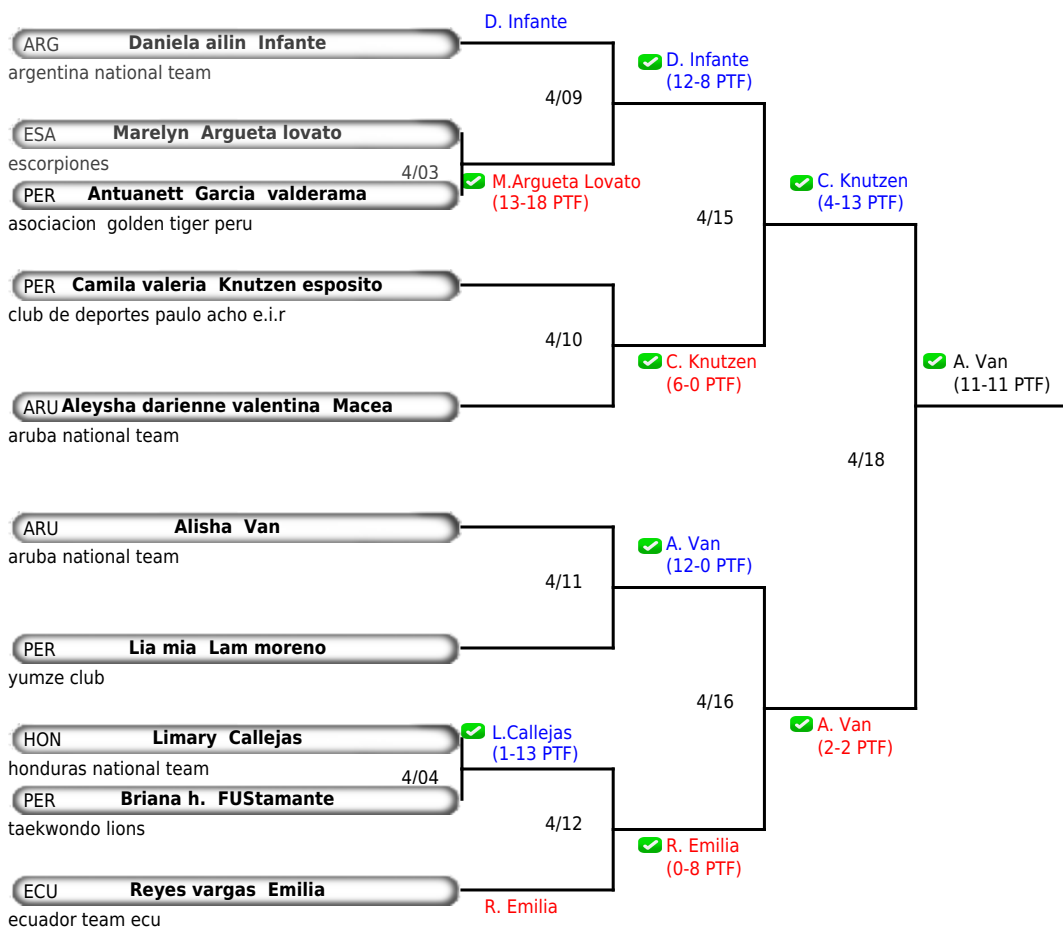 D. Infante
ARG Daniela ailin Infante
argentina national team
D. Infante
(12-8 PTF)
4/09
ESA Marelyn Argueta lovato
escorpiones
4/03
M.Argueta Lovato
(13-18 PTF)
PER Antuanett Garcia valderama
asociacion golden tiger peru
C. Knutzen
(4-13 PTF)
4/15
PER Camila valeria Knutzen esposito
club de deportes paulo acho e.i.r
4/10
C. Knutzen
(6-0 PTF)
A. Van
(11-11 PTF)
ARU Aleysha darienne valentina Macea
aruba national team
4/18
ARU Alisha Van
aruba national team
A. Van
(12-0 PTF)
4/11
PER Lia mia Lam moreno
yumze club
4/16
A. Van
(2-2 PTF)
HON Limary Callejas
honduras national team
L.Callejas
(1-13 PTF)
4/04
PER Briana h. FUStamante
taekwondo lions
4/12
R. Emilia
(0-8 PTF)
ECU Reyes vargas Emilia
ecuador team ecu
R. Emilia